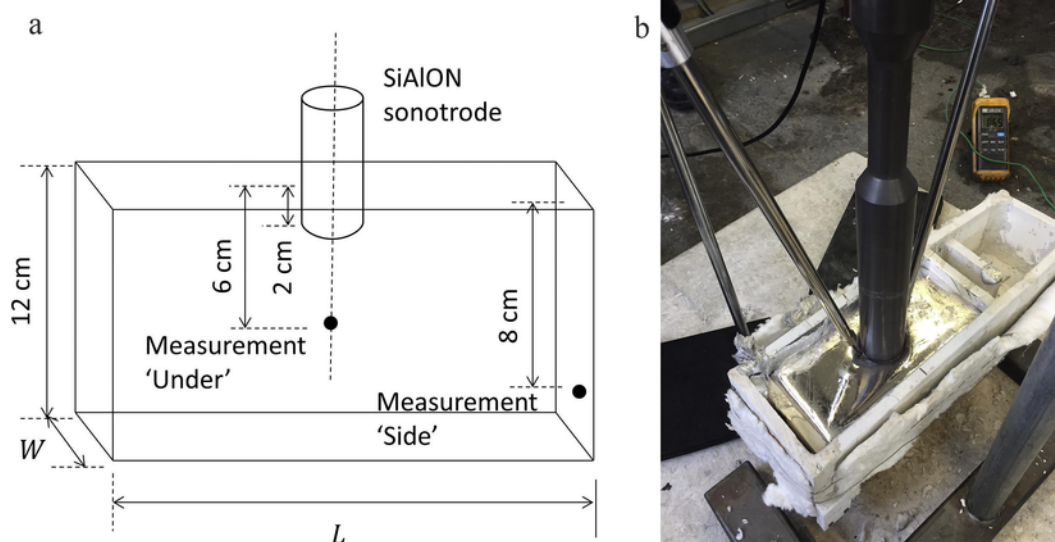 a
b
SiAlON
sonotrode
12 cm
6 cm
2 cm
8 cm
Measurement
‘Under’
Measurement
‘Side’
W
L